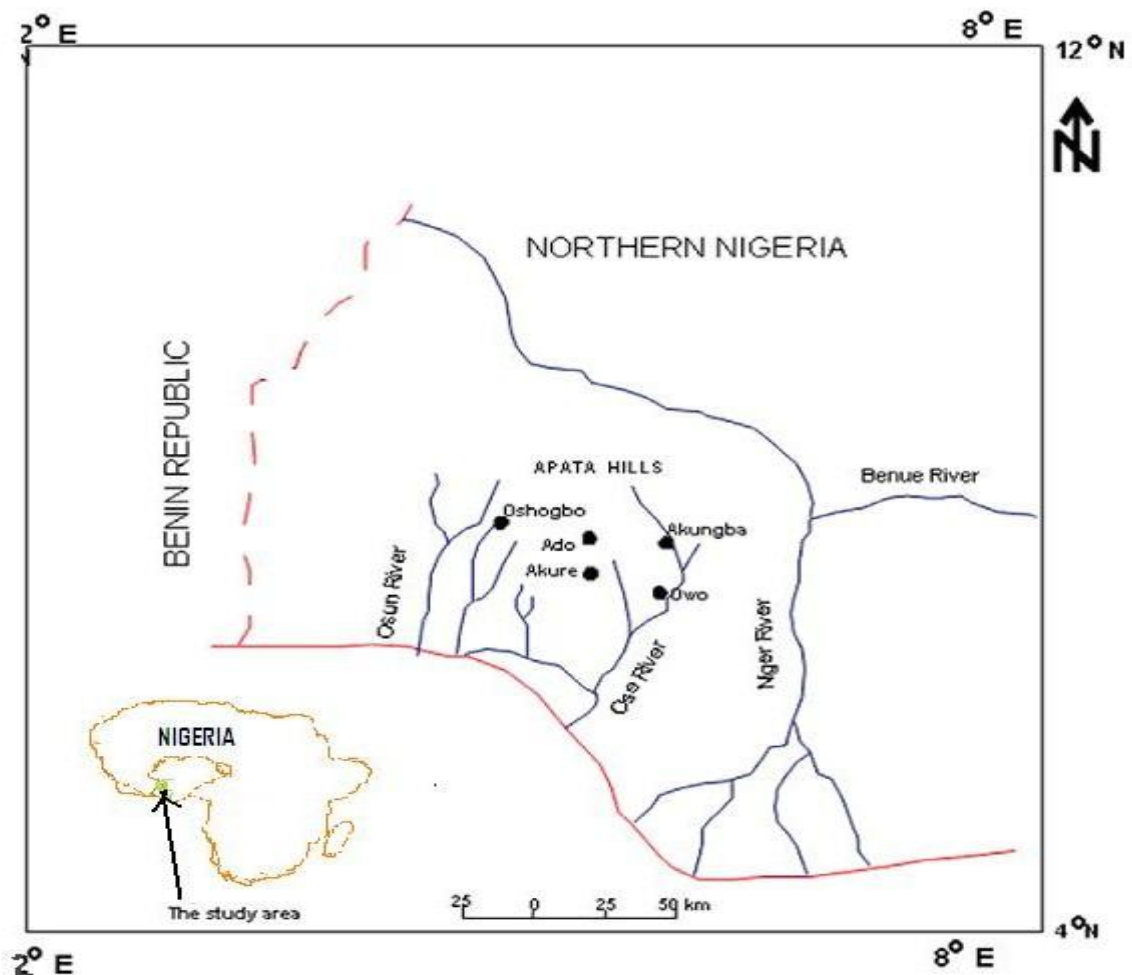 2° E
8° E
12° N
N
NORTHERN NIGERIA
BENIN REPUBLIC
APATA HILLS
Benue River
Oshogbo
Akungba
Ado
Akure
Owo
Osun River
Ose River
Nger River
NIGERIA
The study area
25 0 25 50 km
4° N
2° E
8° E